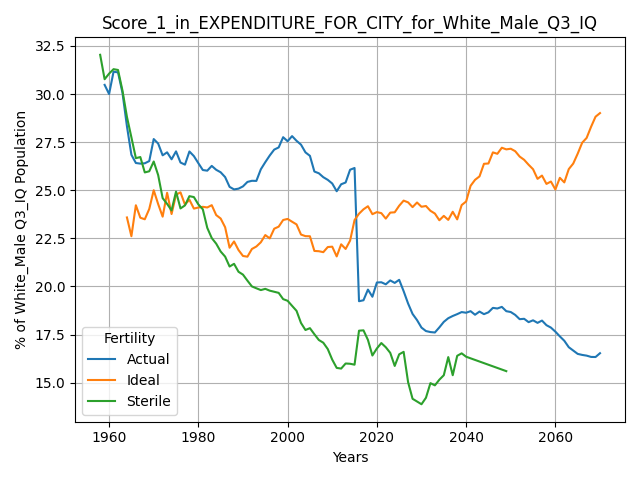 Score_1_in_EXPENDITURE_FOR_CITY_for_White_Male_Q3_IQ
% of White_Male Q3_IQ Population
32.5
30.0
27.5
25.0
22.5
20.0
17.5
15.0
Fertility
Actual
Ideal
Sterile
1960 1980 2000 2020 2040 2060
Years